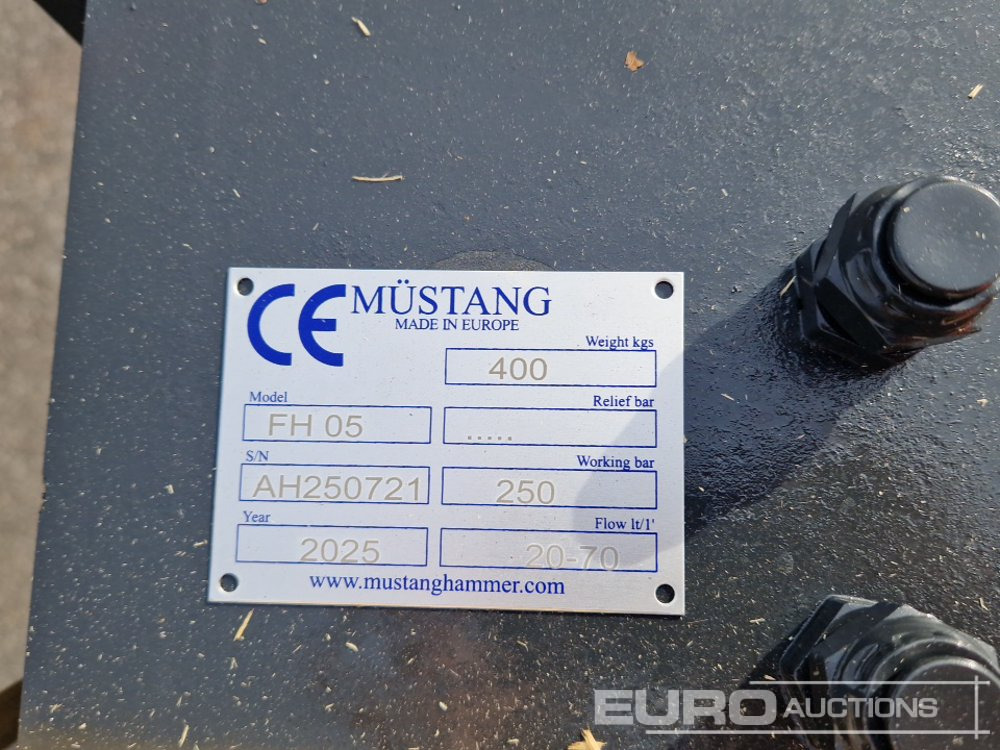 CE MÜSTANG
MADE IN EUROPE
Weight kgs
400
Model
FH 05
Relief bar
.....
S/N
AH250721
Working bar
250
Year
2025
Flow lt/1'
20-70
www.mustanghammer.com
EURO AUCTIONS